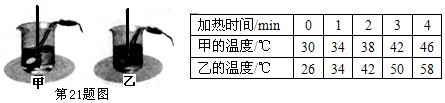 甲 乙
第21题图
加热时间/min 0 1 2 3 4
甲的温度/℃ 30 34 38 42 46
乙的温度/℃ 26 34 42 50 58